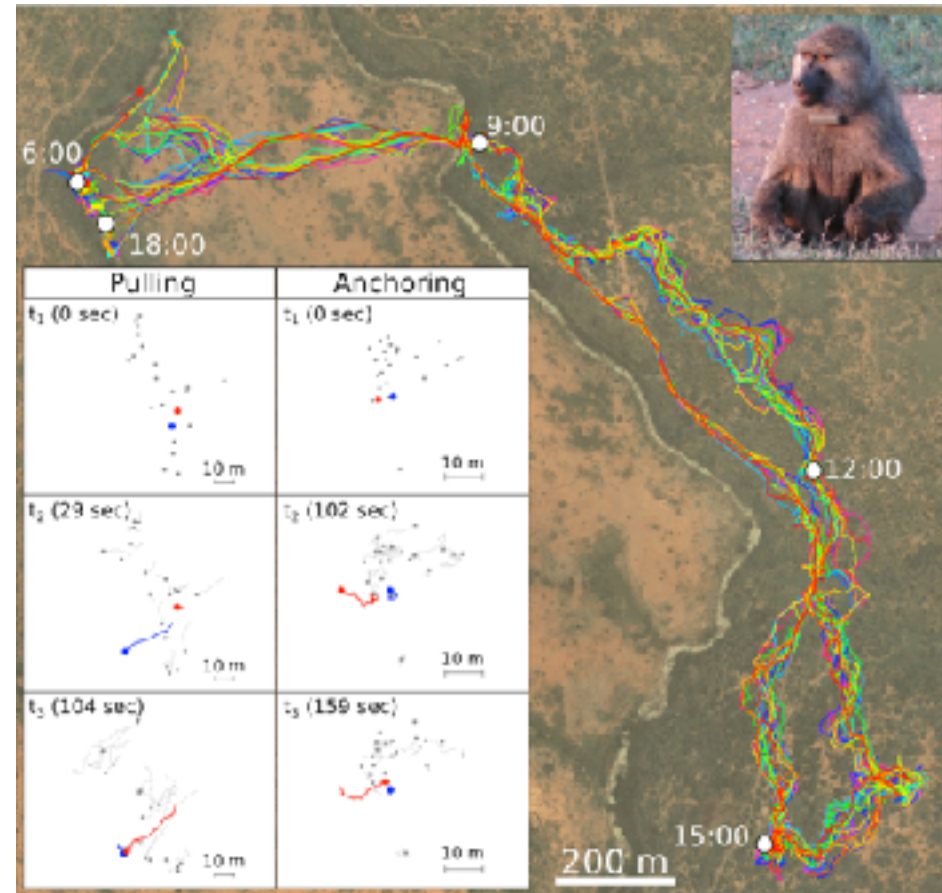 6:00
9:00
18:00
Pulling
Anchoring
t₁ (0 sec)
10 m
t₁ (0 sec)
10 m
12:00
t₂ (29 sec)
10 m
t₂ (102 sec)
10 m
t₃ (104 sec)
10 m
t₃ (159 sec)
10 m
15:00
200 m